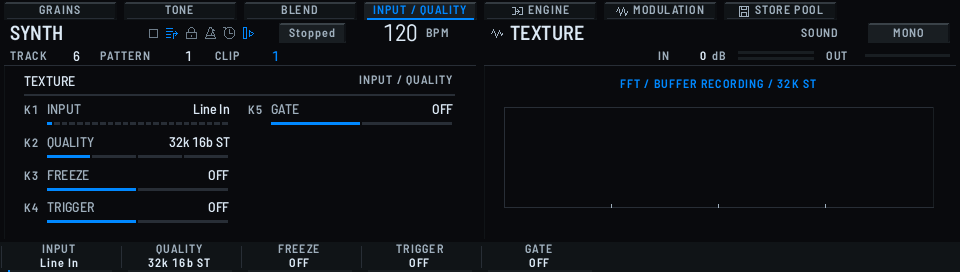 GRAINS TONE BLEND INPUT / QUALITY ENGINE MODULATION STORE POOL
SYNTH Stopped 120 BPM TEXTURE SOUND MONO
TRACK 6 PATTERN 1 CLIP 1 IN 0 dB OUT
TEXTURE INPUT / QUALITY
FFT / BUFFER RECORDING / 32K ST
K1 INPUT Line In K5 GATE OFF
K2 QUALITY 32k 16b ST
K3 FREEZE OFF
K4 TRIGGER OFF
INPUT QUALITY FREEZE TRIGGER GATE
Line In 32k 16b ST OFF OFF OFF